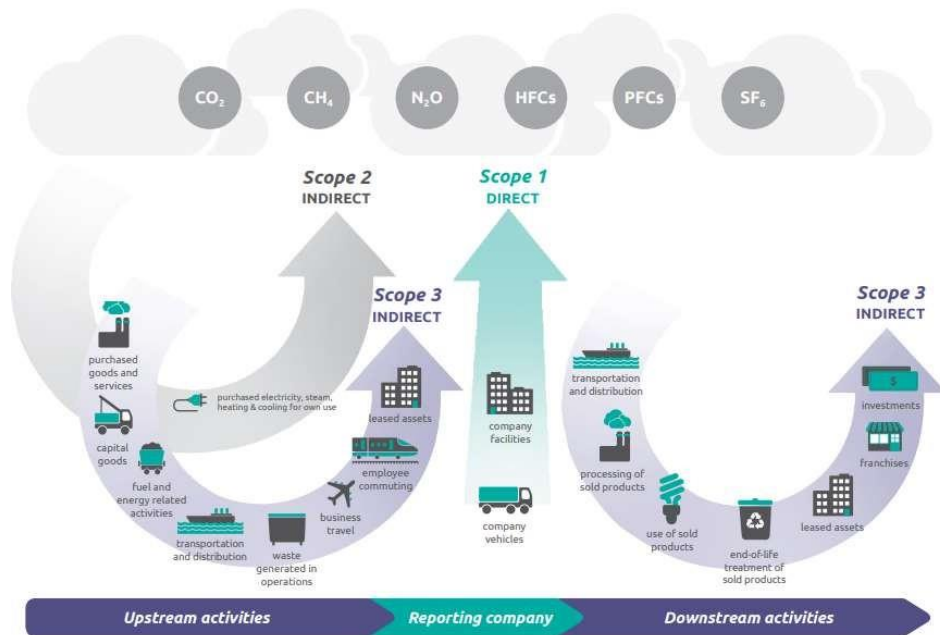 CO₂
CH₄
N₂O
HFCs
PFCs
SF₆
Scope 2
INDIRECT
Scope 1
DIRECT
Scope 3
INDIRECT
Scope 3
INDIRECT
purchased
goods and
services
capital
goods
fuel and
energy related
activities
transportation
and distribution
waste
generated in
operations
business
travel
employee
commuting
leased assets
purchased electricity, steam,
heating & cooling for own use
company
facilities
company
vehicles
transportation
and distribution
processing of
sold products
use of sold
products
end-of-life
treatment of
sold products
leased assets
franchises
$
investments
Upstream activities
Reporting company
Downstream activities